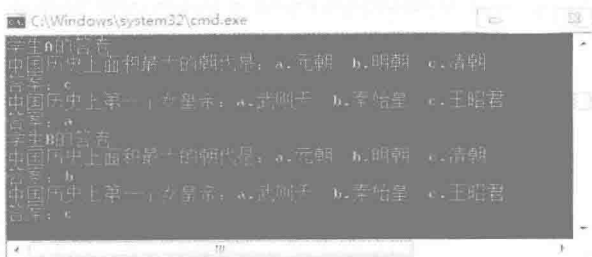 C:\Windows\system32\cmd.exe
学生A的答卷
中国历史上面积最大的朝代是：a.元朝 b.明朝 c.清朝
答案：c
中国历史上第一个女皇帝：a.武则天 b.秦始皇 c.王昭君
答案：a
学生B的答卷
中国历史上面积最大的朝代是：a.元朝 b.明朝 c.清朝
答案：b
中国历史上第一个女皇帝：a.武则天 b.秦始皇 c.王昭君
答案：c